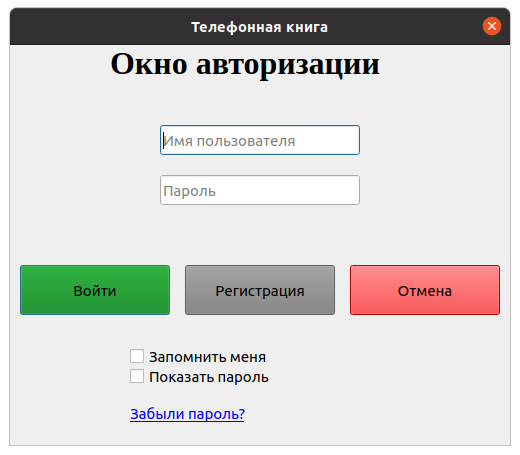 Телефонная книга
Окно авторизации
Имя пользователя
Пароль
Войти
Регистрация
Отмена
Запомнить меня
Показать пароль
Забыли пароль?